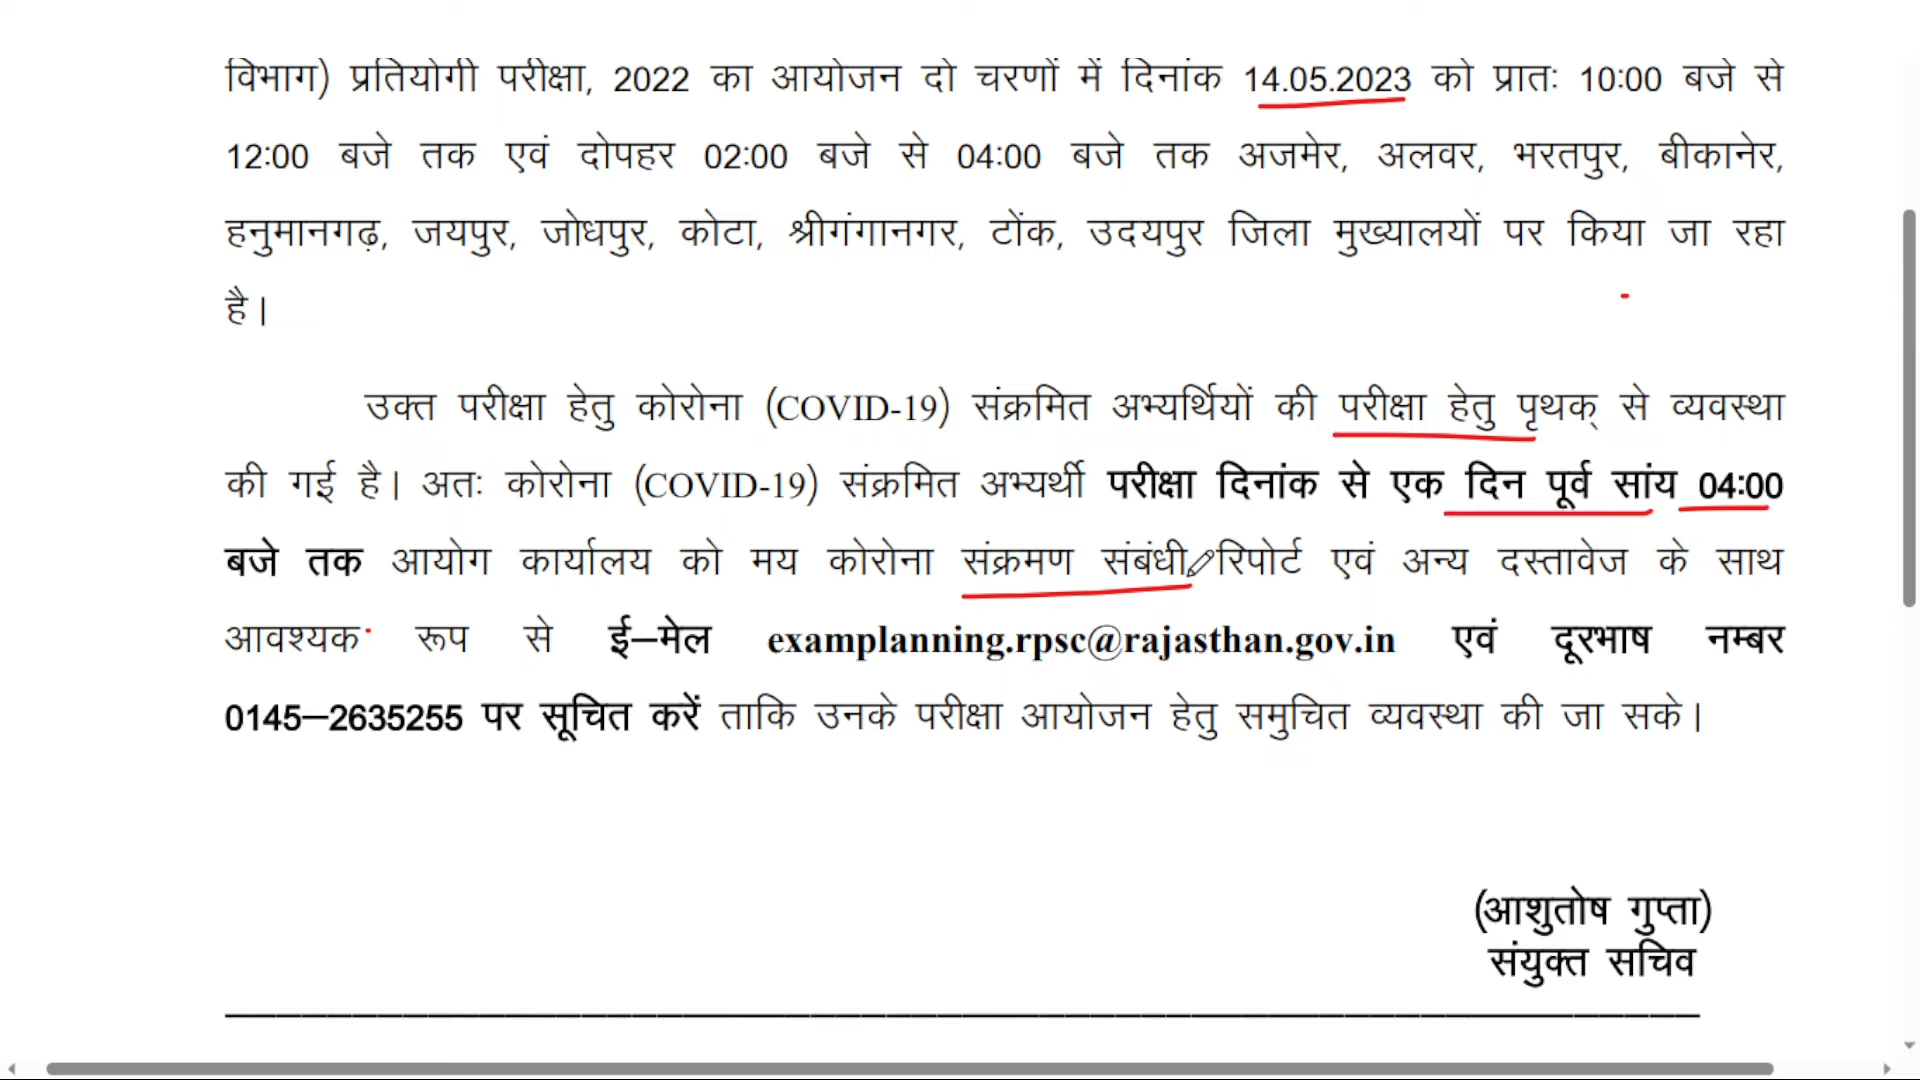 विभाग) प्रतियोगी परीक्षा, 2022 का आयोजन दो चरणों में दिनांक 14.05.2023 को प्रातः 10:00 बजे से
12:00 बजे तक एवं दोपहर 02:00 बजे से 04:00 बजे तक अजमेर, अलवर, भरतपुर, बीकानेर,
हनुमानगढ़, जयपुर, जोधपुर, कोटा, श्रीगंगानगर, टोंक, उदयपुर जिला मुख्यालयों पर किया जा रहा
है।
उक्त परीक्षा हेतु कोरोना (COVID-19) संक्रमित अभ्यर्थियों की परीक्षा हेतु पृथक् से व्यवस्था
की गई है। अतः कोरोना (COVID-19) संक्रमित अभ्यर्थी परीक्षा दिनांक से एक दिन पूर्व सांय 04:00
बजे तक आयोग कार्यालय को मय कोरोना संक्रमण संबंधी रिपोर्ट एवं अन्य दस्तावेज के साथ
आवश्यक रूप से ई–मेल examplanning.rpsc@rajasthan.gov.in एवं दूरभाष नम्बर
0145–2635255 पर सूचित करें ताकि उनके परीक्षा आयोजन हेतु समुचित व्यवस्था की जा सके।
(आशुतोष गुप्ता)
संयुक्त सचिव